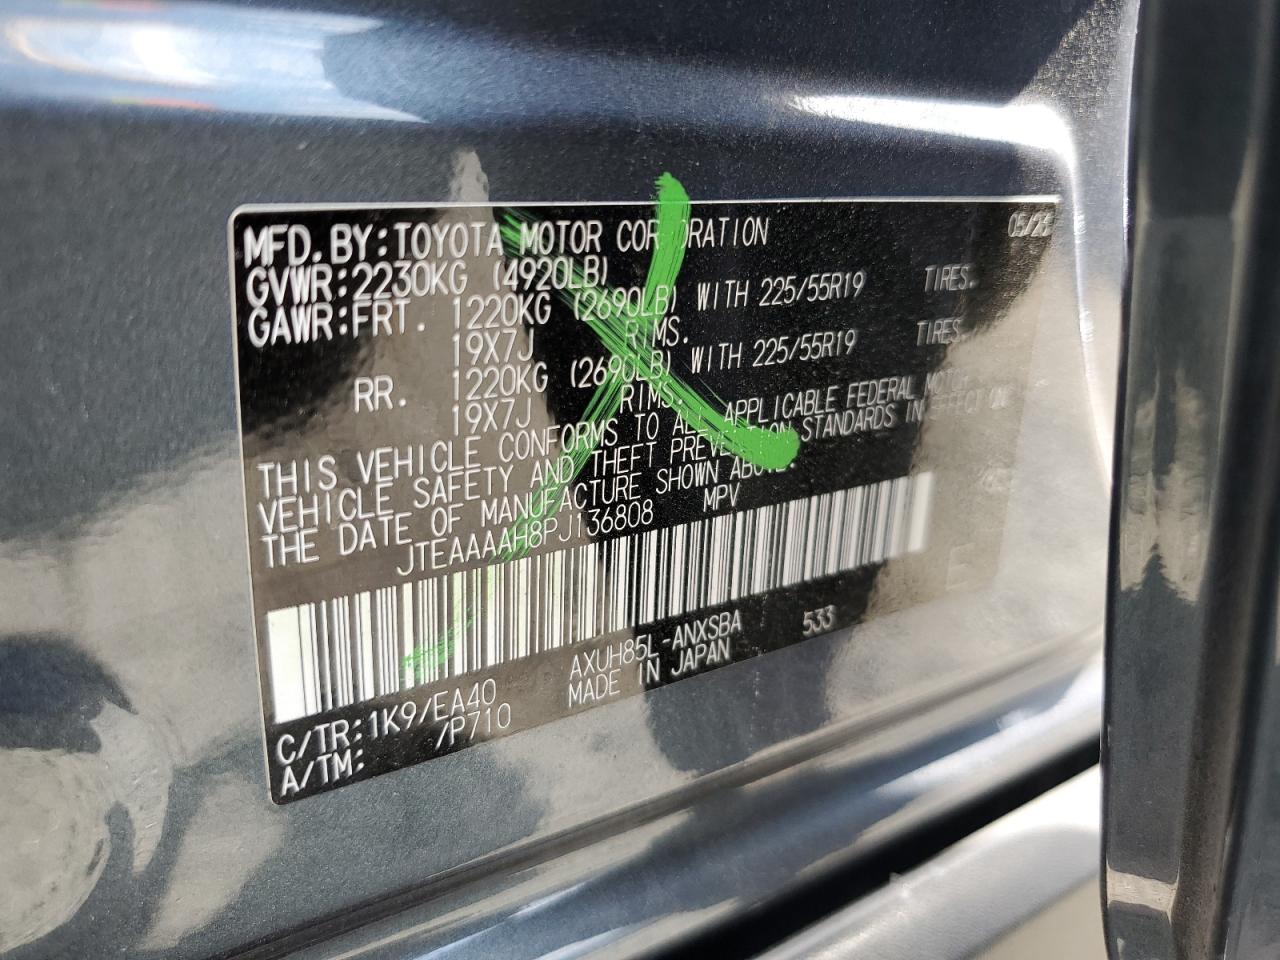 MFD. BY: TOYOTA MOTOR CORPORATION
GVWR: 2230KG (4920LB)
GAWR: FRT. 1220KG (2690LB) WITH 225/55R19 TIRES.
19X7J RIMS.
RR. 1220KG (2690LB) WITH 225/55R19 TIRES.
19X7J RIMS.
THIS VEHICLE CONFORMS TO ALL APPLICABLE FEDERAL MOTOR
VEHICLE SAFETY AND THEFT PREVENTION STANDARDS IN EFFECT ON
THE DATE OF MANUFACTURE SHOWN ABOVE.
JTEAAAAH8PJ136808 MPV
AXUH85L-ANXSBA 533
C/TR: 1K9/EA40 MADE IN JAPAN
A/TM: /P710